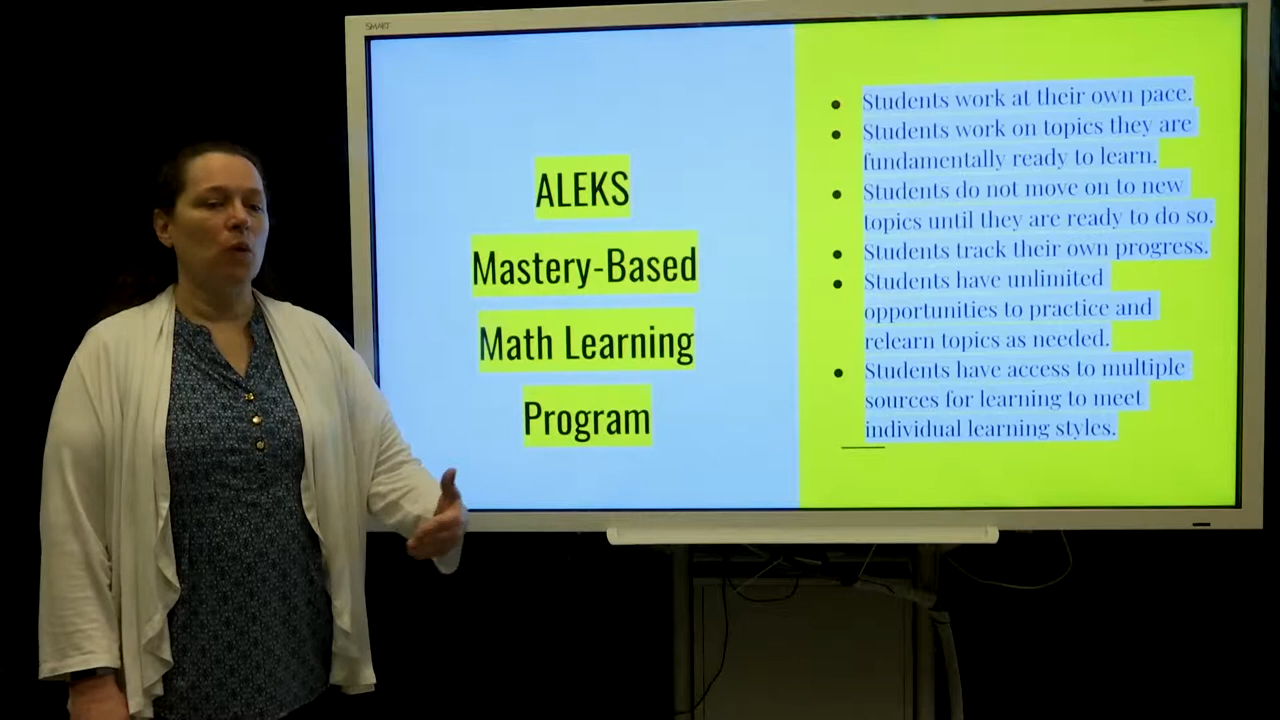 SMART
ALEKS
Mastery-Based
Math Learning
Program
• Students work at their own pace.
• Students work on topics they are
fundamentally ready to learn.
• Students do not move on to new
topics until they are ready to do so.
• Students track their own progress.
• Students have unlimited
opportunities to practice and
relearn topics as needed.
• Students have access to multiple
sources for learning to meet
individual learning styles.